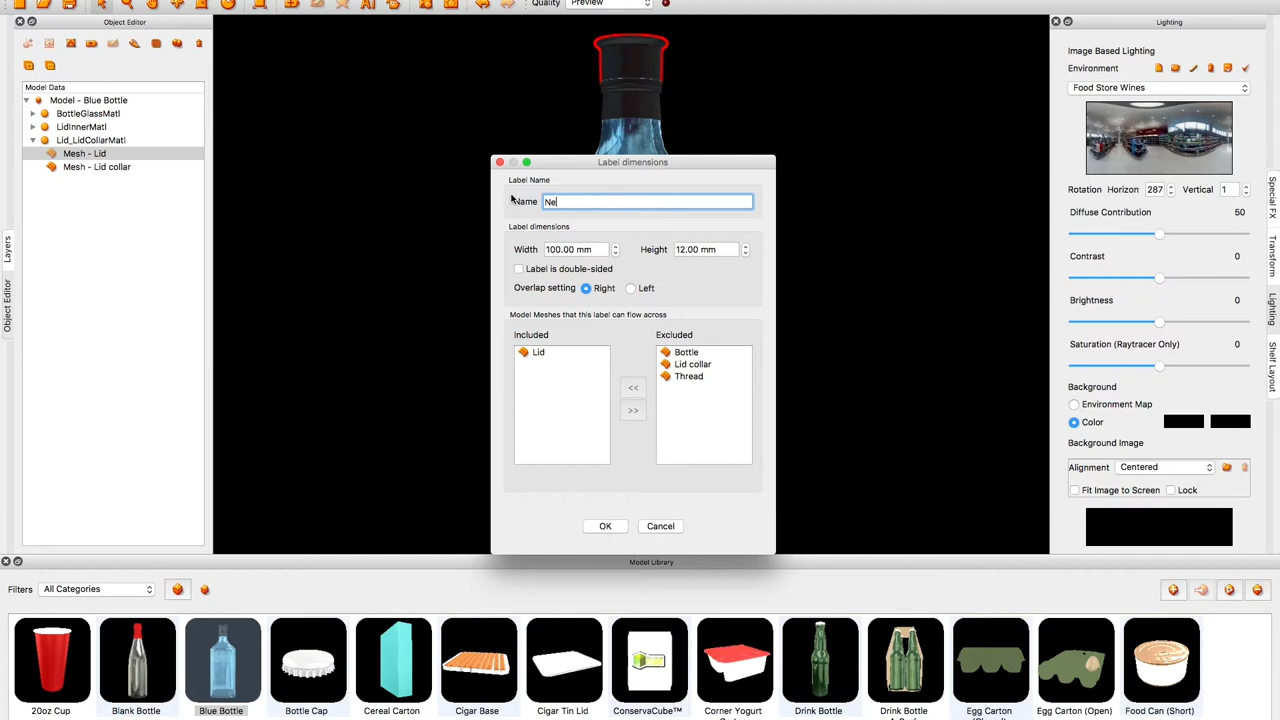 Quality Preview
Object Editor
Model Data
Model - Blue Bottle
BottleGlassMatl
LidInnerMatl
Lid_LidCollarMatl
Mesh - Lid
Mesh - Lid collar
Layers
Object Editor
Label dimensions
Label Name
Name Ne
Label dimensions
Width 100.00 mm Height 12.00 mm
Label is double-sided
Overlap setting Right Left
Model Meshes that this label can flow across
Included Excluded
Lid
Bottle
Lid collar
Thread
<<
>>
OK Cancel
Lighting
Image Based Lighting
Environment
Food Store Wines
Rotation Horizon 287 Vertical 1
Diffuse Contribution 50
Contrast 0
Brightness 0
Saturation (Raytracer Only) 0
Background
Environment Map
Color
Background Image
Alignment Centered
Fit Image to Screen Lock
Special FX
Transform
Lighting
Shelf Layout
Model Library
Filters All Categories
20oz Cup
Blank Bottle
Blue Bottle
Bottle Cap
Cereal Carton
Cigar Base
Cigar Tin Lid
ConservaCube™
Corner Yogurt
Drink Bottle
Drink Bottle
Egg Carton
Egg Carton (Open)
Food Can (Short)